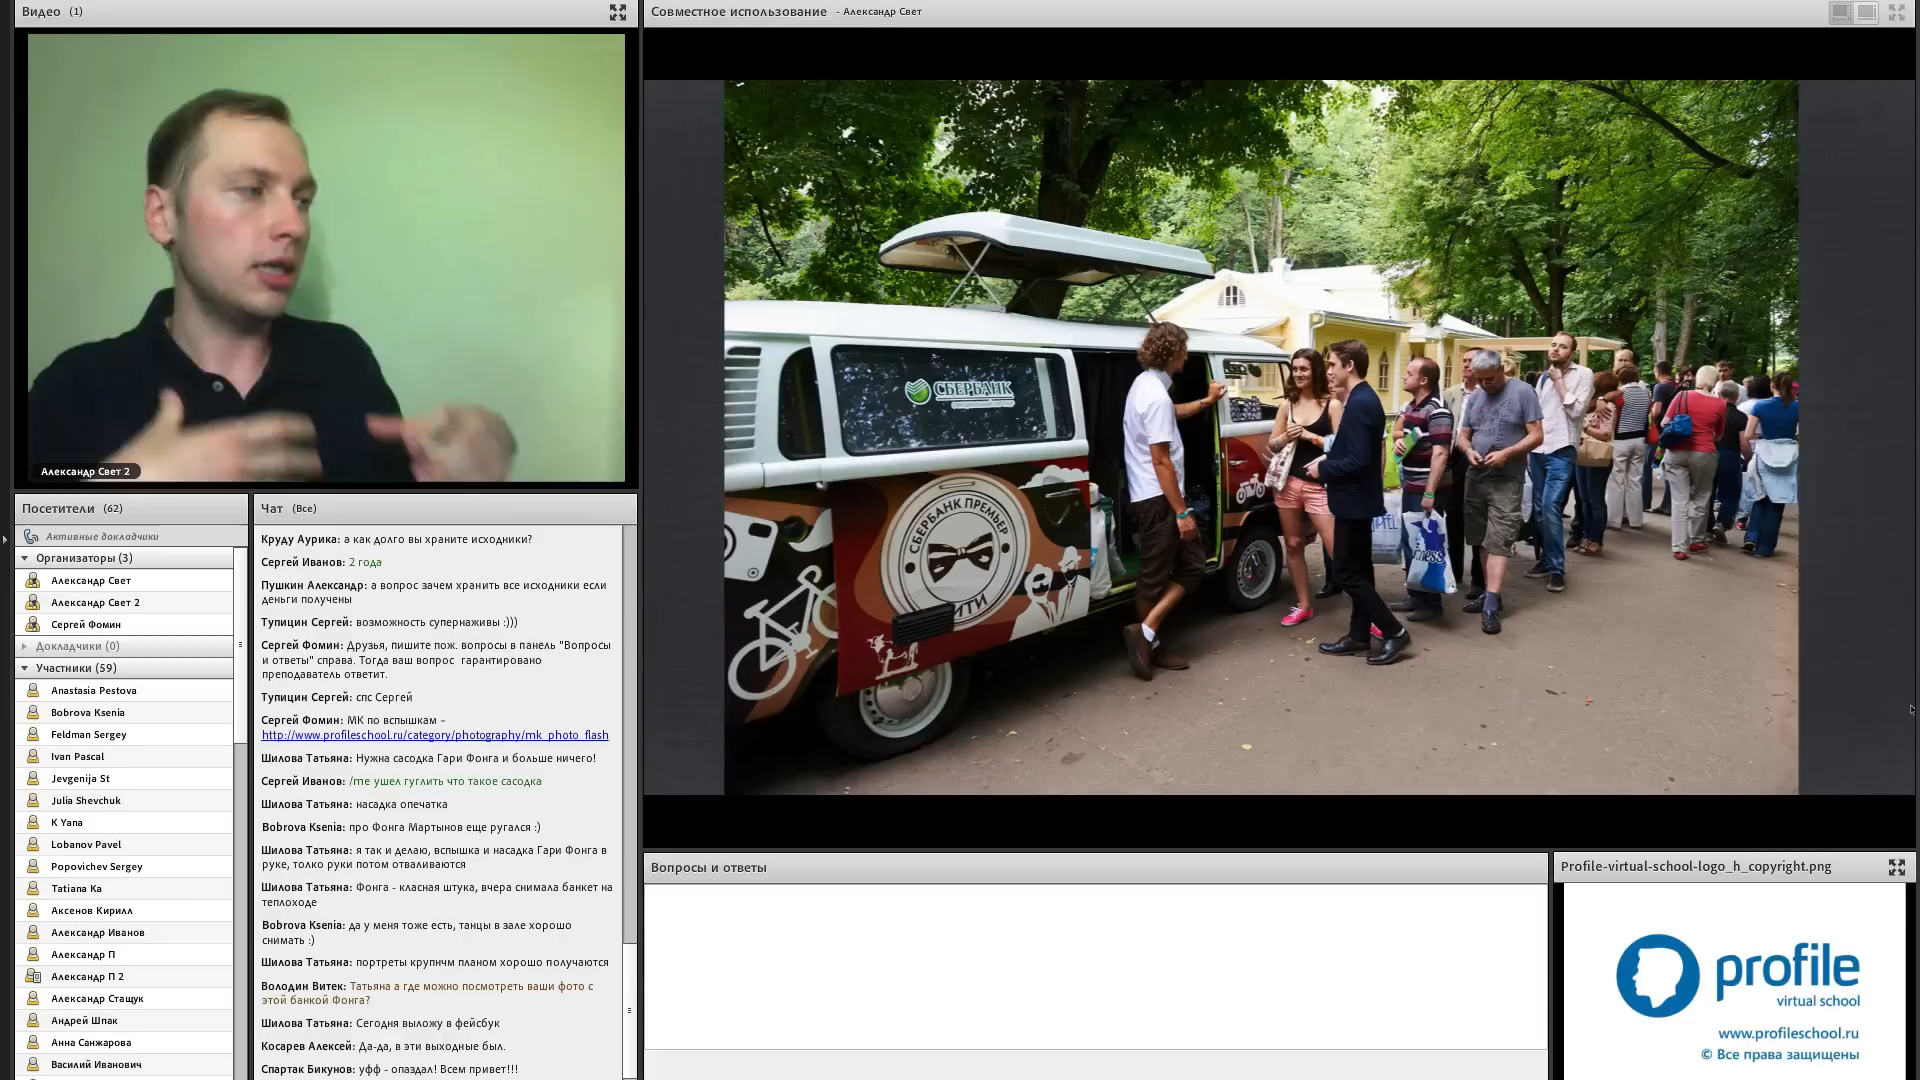 Видео (1)
Александр Свет 2
Посетители (62)
Активные докладчики
Организаторы (3)
Александр Свет
Александр Свет 2
Сергей Фомин
Докладчики (0)
Участники (59)
Anastasia Pestova
Bobrova Ksenia
Feldman Sergey
Ivan Pascal
Jevgenija St
Julia Shevchuk
K Yana
Lobanov Pavel
Popovichev Sergey
Tatiana Ka
Аксенов Кирилл
Александр Иванов
Александр П
Александр П 2
Александр Стащук
Андрей Шпак
Анна Санжарова
Василий Иванович
Чат (Все)
Круду Аурика: а как долго вы храните исходники?
Сергей Иванов: 2 года
Пушкин Александр: а вопрос зачем хранить все исходники если
деньги получены
Тупицин Сергей: возможность супернаживы :)))
Сергей Фомин: Друзья, пишите пож. вопросы в панель "Вопросы
и ответы" справа. Тогда ваш вопрос гарантировано
преподаватель ответит.
Тупицин Сергей: спс Сергей
Сергей Фомин: МК по вспышкам –
http://www.profileschool.ru/category/photography/mk_photo_flash
Шилова Татьяна: Нужна сасодка Гари Фонга и больше ничего!
Сергей Иванов: /me ушел гуглить что такое сасодка
Шилова Татьяна: насадка опечатка
Bobrova Ksenia: про Фонга Мартынов еще ругался :)
Шилова Татьяна: я так и делаю, вспышка и насадка Гари Фонга в
руке, толко руки потом отваливаются
Шилова Татьяна: Фонга - класная штука, вчера снимала банкет на
теплоходе
Bobrova Ksenia: да у меня тоже есть, танцы в зале хорошо
снимать :)
Шилова Татьяна: портреты крупнчм планом хорошо получаются
Володин Витек: Татьяна а где можно посмотреть ваши фото с
этой банкой Фонга?
Шилова Татьяна: Сегодня выложу в фейсбук
Косарев Алексей: Да-да, в эти выходные был.
Спартак Бикунов: уфф - опаздал! Всем привет!!!
Совместное использование - Александр Свет
СБЕРБАНК
СБЕРБАНК ПРЕМЬЕР
ИТИ
Вопросы и ответы
Profile-virtual-school-logo_h_copyright.png
profile
virtual school
www.profileschool.ru
© Все права защищены